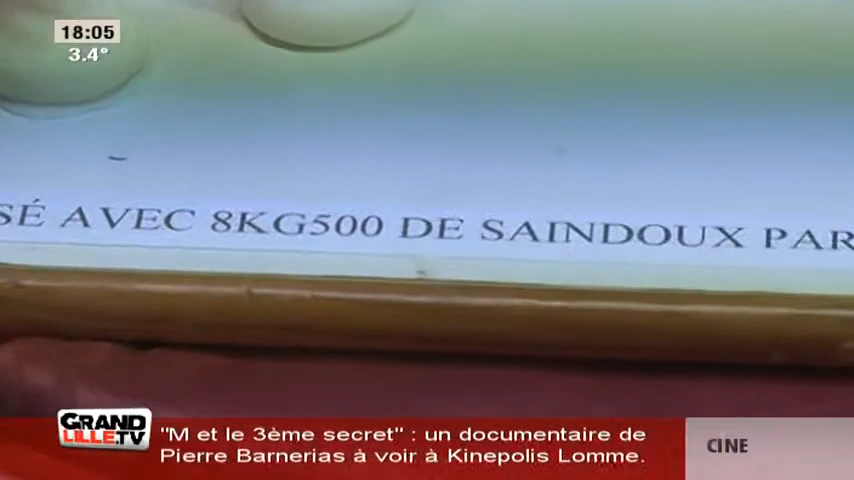 18:05
3.4°
SÉ AVEC 8KG500 DE SAINDOUX PAR
GRAND
LILLE.TV
"M et le 3ème secret" : un documentaire de
Pierre Barnerias à voir à Kinepolis Lomme.
CINE